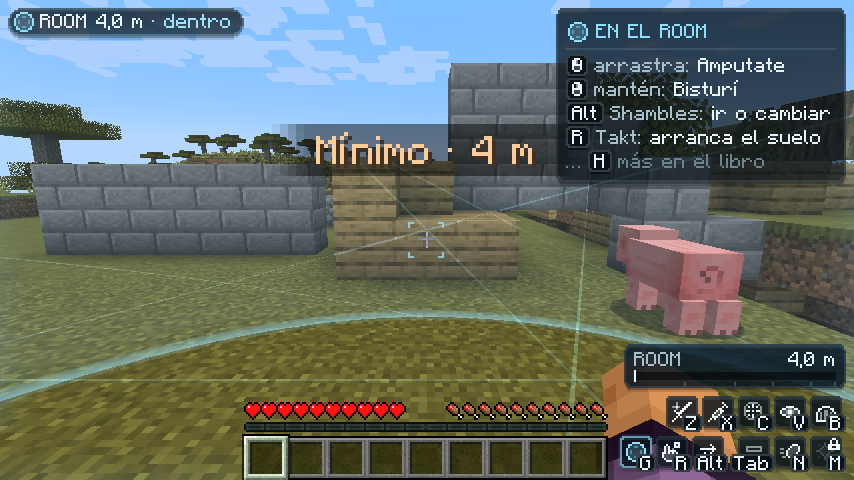 ROOM 4,0 m · dentro
EN EL ROOM
arrastra: Amputate
mantén: Bisturí
Alt Shambles: ir o cambiar
R Takt: arranca el suelo
... H más en el libro
Mínimo · 4 m
ROOM 4,0 m
Z X C V B
G R Alt Tab N M